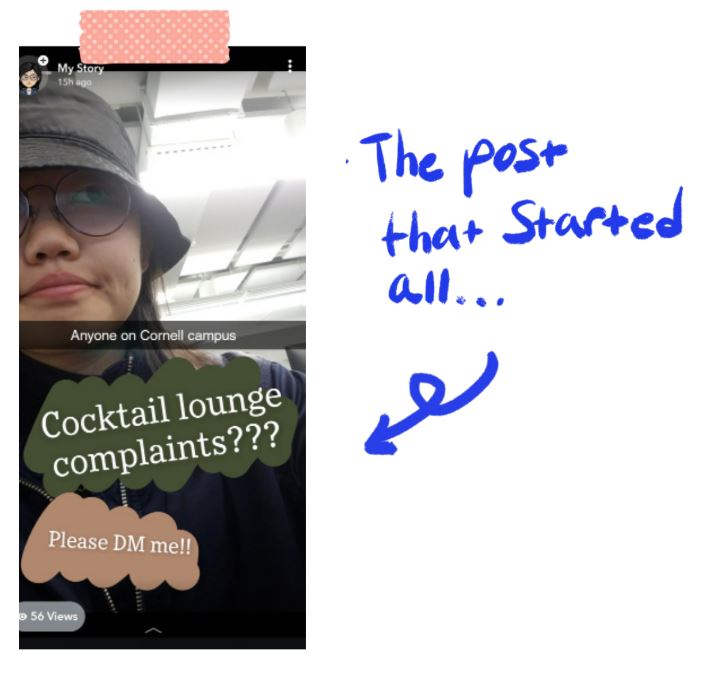 My Story
15h ago
Anyone on Cornell campus
Cocktail lounge
complaints???
Please DM me!!
56 Views
The post
that Started
all...